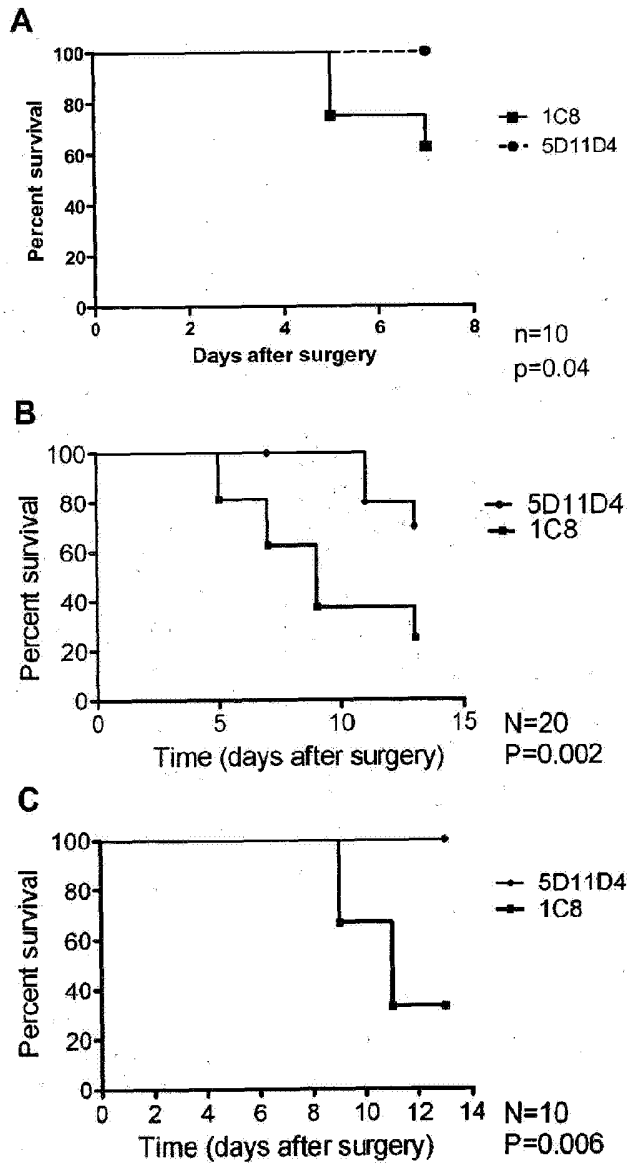 A
100
80
60
40
20
0
Percent survival
0 2 4 6 8
Days after surgery
1C8
5D11D4
n=10
p=0.04
B
100
80
60
40
20
0
Percent survival
0 5 10 15
Time (days after surgery)
5D11D4
1C8
N=20
P=0.002
C
100
80
60
40
20
0
Percent survival
0 2 4 6 8 10 12 14
Time (days after surgery)
5D11D4
1C8
N=10
P=0.006